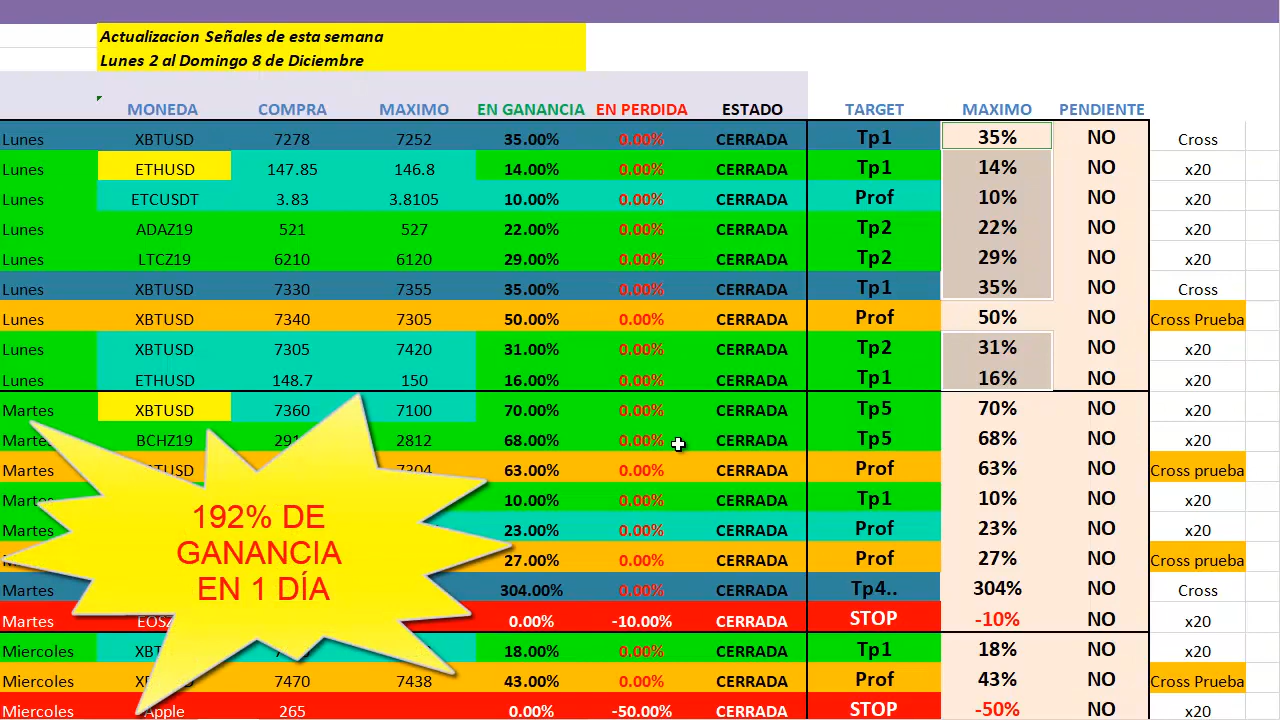 Actualizacion Señales de esta semana
Lunes 2 al Domingo 8 de Diciembre
MONEDA COMPRA MAXIMO EN GANANCIA EN PERDIDA ESTADO TARGET MAXIMO PENDIENTE
Lunes XBTUSD 7278 7252 35.00% 0.00% CERRADA Tp1 35% NO Cross
Lunes ETHUSD 147.85 146.8 14.00% 0.00% CERRADA Tp1 14% NO x20
Lunes ETCUSDT 3.83 3.8105 10.00% 0.00% CERRADA Prof 10% NO x20
Lunes ADAZ19 521 527 22.00% 0.00% CERRADA Tp2 22% NO x20
Lunes LTCZ19 6210 6120 29.00% 0.00% CERRADA Tp2 29% NO x20
Lunes XBTUSD 7330 7355 35.00% 0.00% CERRADA Tp1 35% NO Cross
Lunes XBTUSD 7340 7305 50.00% 0.00% CERRADA Prof 50% NO Cross Prueba
Lunes XBTUSD 7305 7420 31.00% 0.00% CERRADA Tp2 31% NO x20
Lunes ETHUSD 148.7 150 16.00% 0.00% CERRADA Tp1 16% NO x20
Martes XBTUSD 7360 7100 70.00% 0.00% CERRADA Tp5 70% NO x20
Martes BCHZ19 2812 68.00% 0.00% CERRADA Tp5 68% NO x20
Martes 7304 63.00% 0.00% CERRADA Prof 63% NO Cross prueba
10.00% 0.00% CERRADA Tp1 10% NO x20
Martes 23.00% 0.00% CERRADA Prof 23% NO x20
27.00% 0.00% CERRADA Prof 27% NO Cross prueba
Martes 304.00% 0.00% CERRADA Tp4.. 304% NO Cross
Martes 0.00% -10.00% CERRADA STOP -10% NO x20
Miercoles 18.00% 0.00% CERRADA Tp1 18% NO x20
Miercoles 7470 7438 43.00% 0.00% CERRADA Prof 43% NO Cross Prueba
Miercoles Apple 265 0.00% -50.00% CERRADA STOP -50% NO x20
192% DE
GANANCIA
EN 1 DÍA